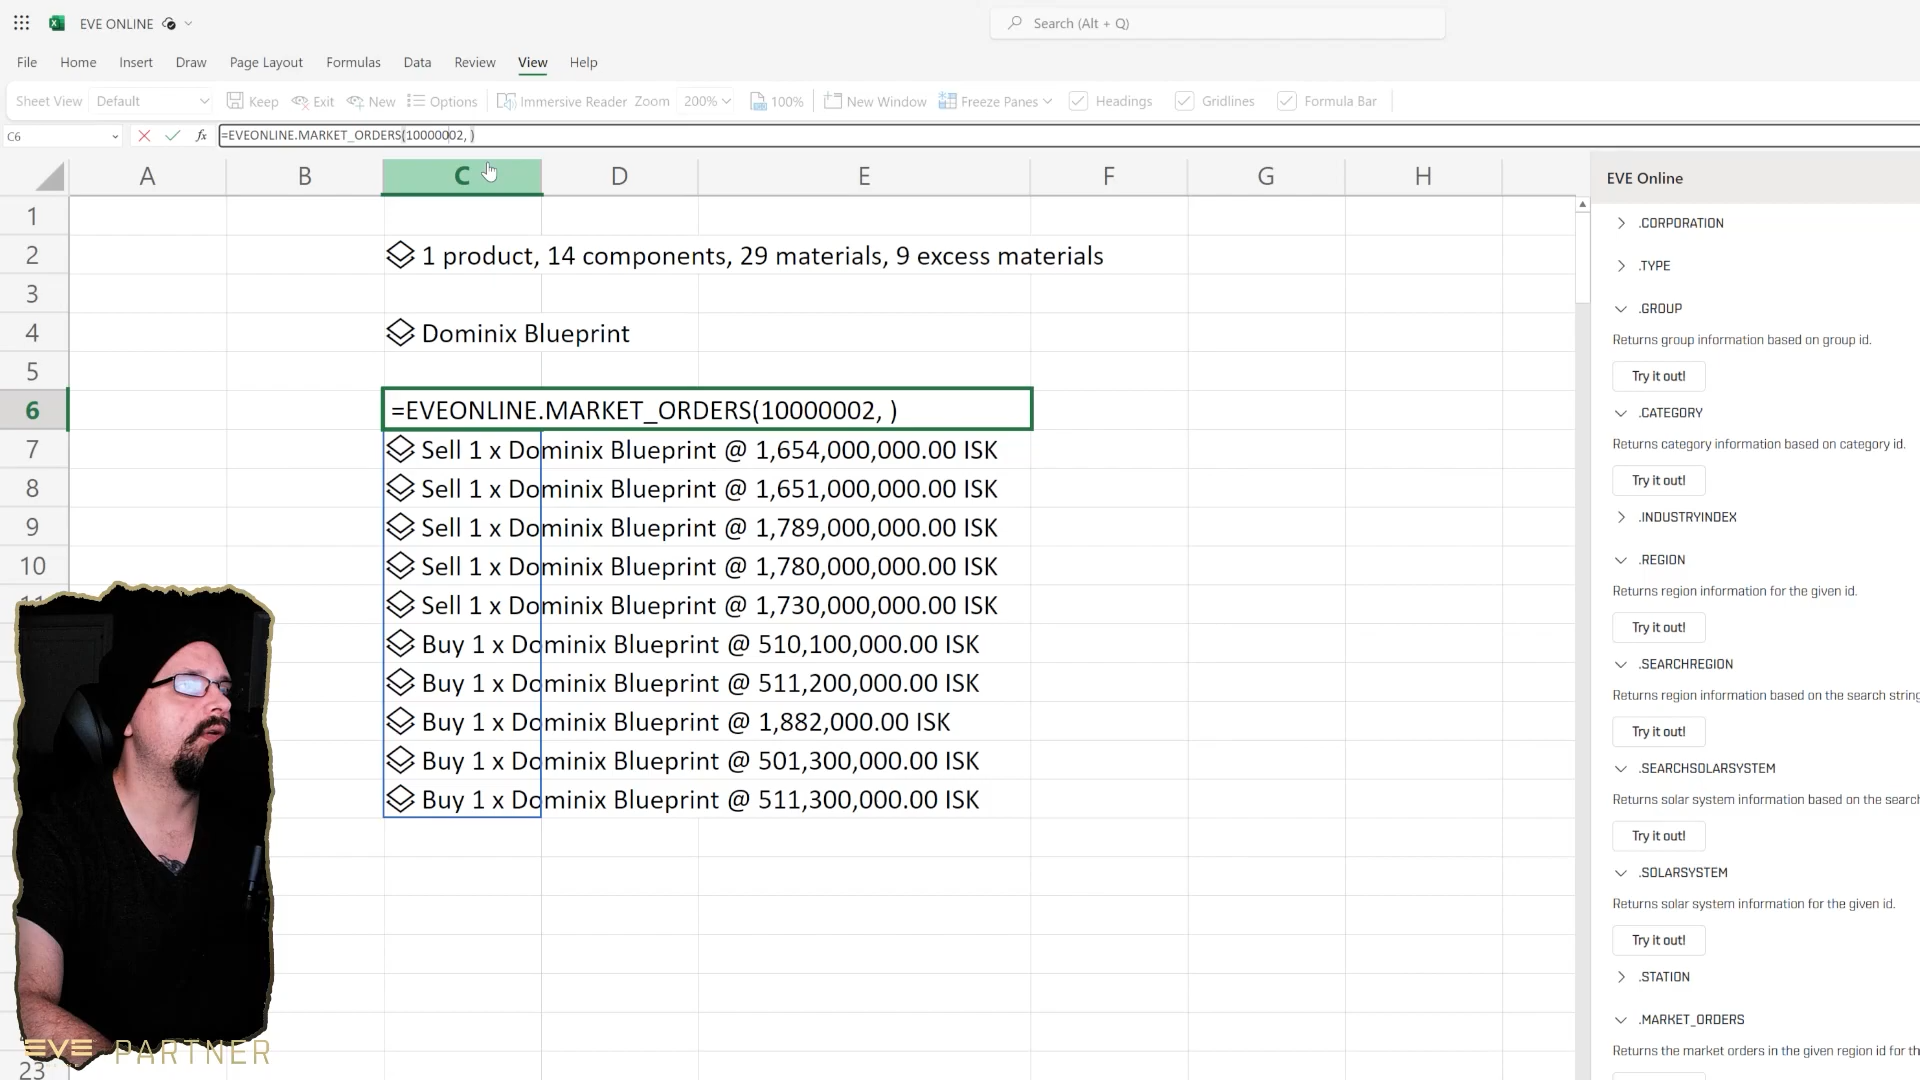 EVE ONLINE
Search (Alt + Q)
File Home Insert Draw Page Layout Formulas Data Review View Help
Sheet View Default Keep Exit New Options Immersive Reader Zoom 200% 100% New Window Freeze Panes Headings Gridlines Formula Bar
C6 fx =EVEONLINE.MARKET_ORDERS(10000002, )
A B C D E F G H
1
2 1 product, 14 components, 29 materials, 9 excess materials
3
4 Dominix Blueprint
5
6 =EVEONLINE.MARKET_ORDERS(10000002, )
7 Sell 1 x Dominix Blueprint @ 1,654,000,000.00 ISK
8 Sell 1 x Dominix Blueprint @ 1,651,000,000.00 ISK
9 Sell 1 x Dominix Blueprint @ 1,789,000,000.00 ISK
10 Sell 1 x Dominix Blueprint @ 1,780,000,000.00 ISK
Sell 1 x Dominix Blueprint @ 1,730,000,000.00 ISK
Buy 1 x Dominix Blueprint @ 510,100,000.00 ISK
Buy 1 x Dominix Blueprint @ 511,200,000.00 ISK
Buy 1 x Dominix Blueprint @ 1,882,000.00 ISK
Buy 1 x Dominix Blueprint @ 501,300,000.00 ISK
Buy 1 x Dominix Blueprint @ 511,300,000.00 ISK
23
EVE PARTNER
EVE Online
.CORPORATION
.TYPE
.GROUP
Returns group information based on group id.
Try it out!
.CATEGORY
Returns category information based on category id.
Try it out!
.INDUSTRYINDEX
.REGION
Returns region information for the given id.
Try it out!
.SEARCHREGION
Returns region information based on the search string
Try it out!
.SEARCHSOLARSYSTEM
Returns solar system information based on the search
Try it out!
.SOLARSYSTEM
Returns solar system information for the given id.
Try it out!
.STATION
.MARKET_ORDERS
Returns the market orders in the given region id for th